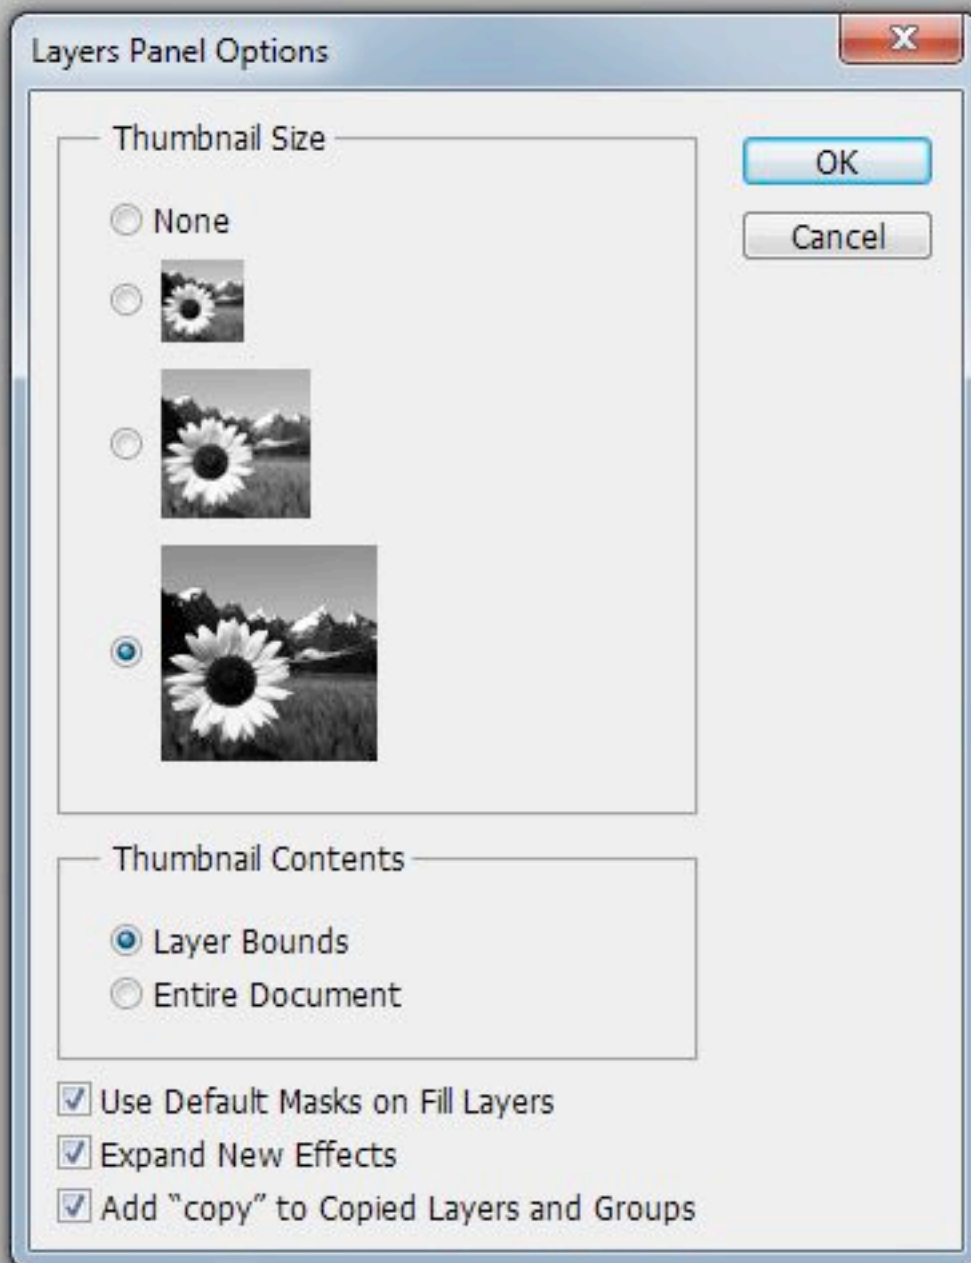 Layers Panel Options
Thumbnail Size
OK
None
Cancel
Thumbnail Contents
Layer Bounds
Entire Document
Use Default Masks on Fill Layers
Expand New Effects
Add “copy” to Copied Layers and Groups